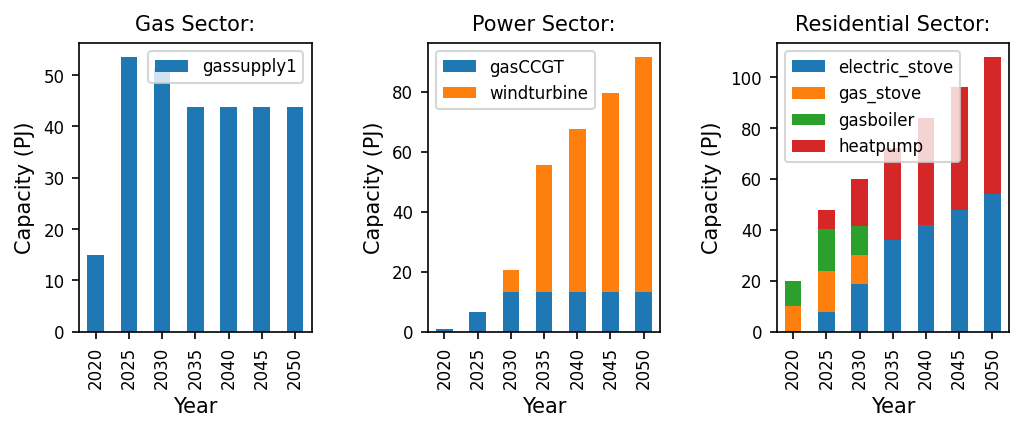 Gas Sector:
Capacity (PJ)
50
40
30
20
10
0
gassupply1
2020
2025
2030
2035
2040
2045
2050
Year
Power Sector:
Capacity (PJ)
80
60
40
20
0
gasCCGT
windturbine
2020
2025
2030
2035
2040
2045
2050
Year
Residential Sector:
Capacity (PJ)
100
80
60
40
20
0
electric_stove
gas_stove
gasboiler
heatpump
2020
2025
2030
2035
2040
2045
2050
Year